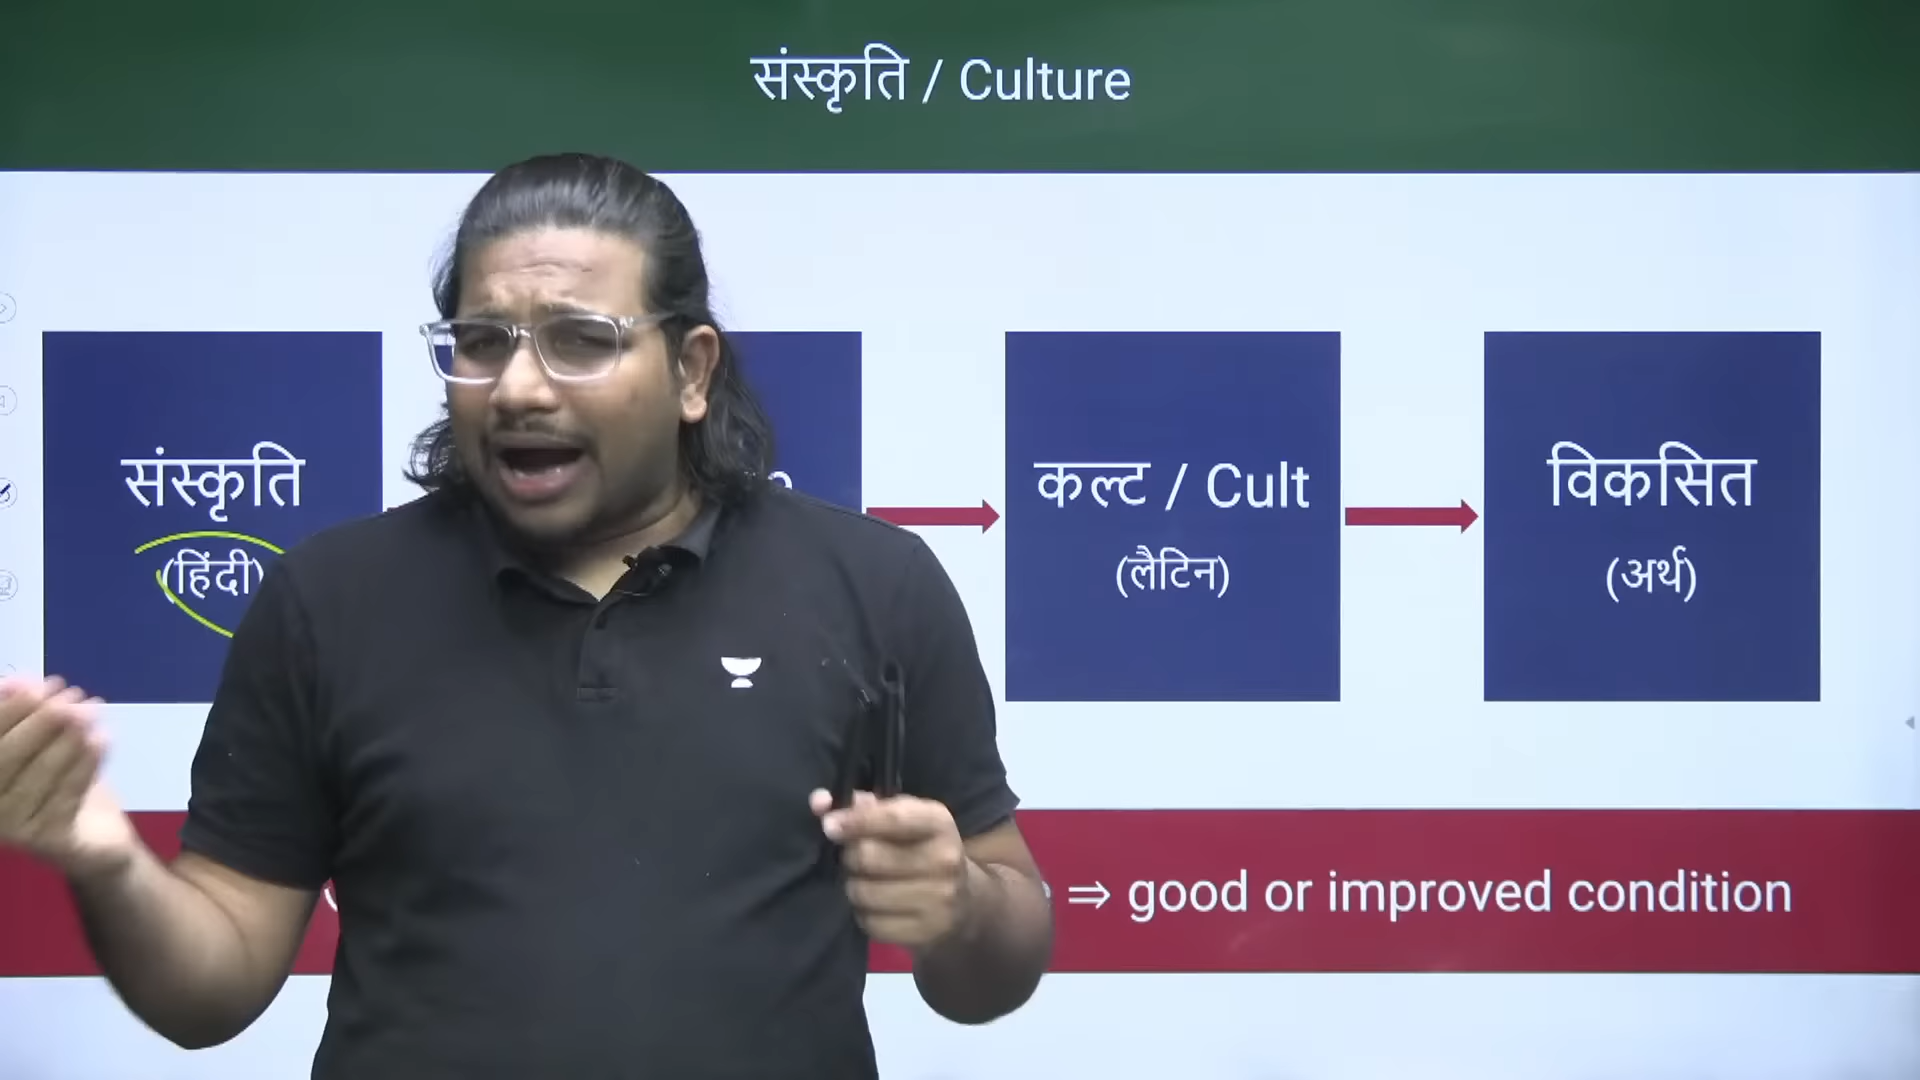 संस्कृति / Culture
संस्कृति
(हिंदी)
कल्ट / Cult
(लैटिन)
विकसित
(अर्थ)
⇒ good or improved condition